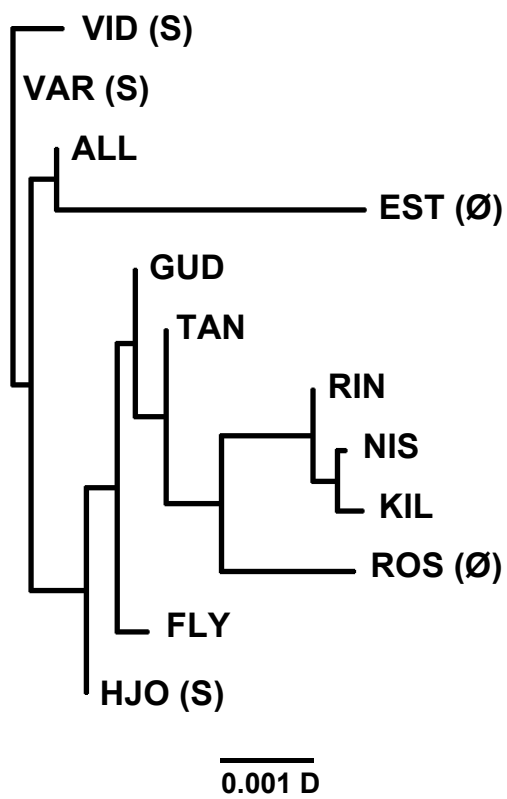 VID (S)
VAR (S)
ALL
EST (Ø)
GUD
TAN
RIN
NIS
KIL
ROS (Ø)
FLY
HJO (S)
0.001 D